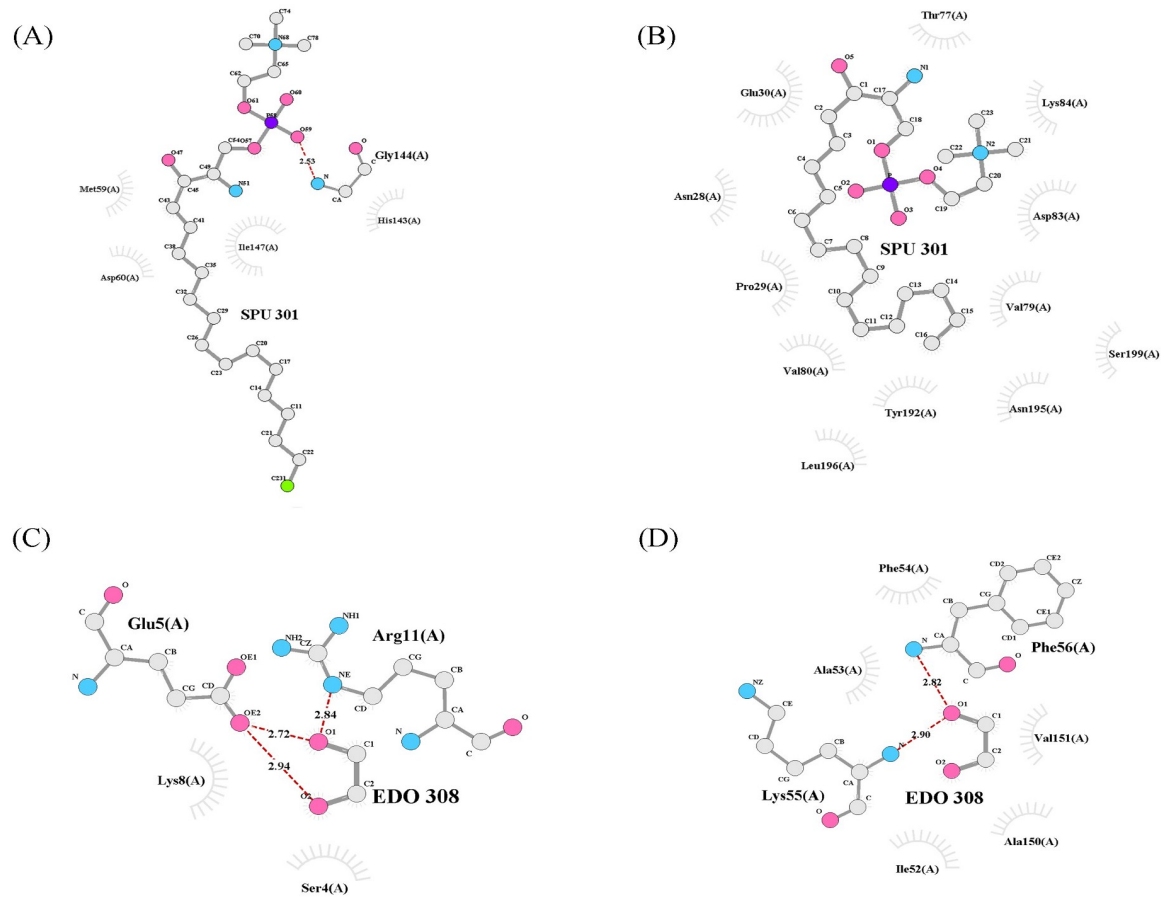 (A)
C74
C70
N68
C78
C65
C62
O61
O60
P58
O59
C54
O57
2.53
O
C
Gly144(A)
N
CA
O47
C49
C45
N51
Met59(A)
C43
C41
His143(A)
C38
Ile147(A)
Asp60(A)
C35
C32
C29
SPU 301
C26
C20
C23
C17
C14
C11
C21
C22
C231
(B)
Thr77(A)
O5
N1
Glu30(A)
C1
C17
C2
C18
C23
Lys84(A)
C3
O1
N2
C22
C21
C4
O2
P
O4
C20
Asn28(A)
C5
C19
C6
O3
Asp83(A)
C7
C8
SPU 301
C9
Pro29(A)
C10
C13
C14
Val79(A)
C11
C12
C15
C16
Val80(A)
Ser199(A)
Tyr192(A)
Asn195(A)
Leu196(A)
(C)
O
C
Glu5(A)
NH1
NH2
CZ
Arg11(A)
CA
CB
OE1
CG
CB
N
CG
CD
NE
CD
OE2
2.84
CA
2.72
O1
N
O
C
C1
2.94
Lys8(A)
C2
O2
EDO 308
Ser4(A)
(D)
Phe54(A)
CD2
CE2
CZ
CB
CG
CE1
CA
CD1
N
Phe56(A)
O
C
Ala53(A)
2.82
NZ
CE
O1
C1
2.90
CD
CB
N
Val151(A)
C2
CG
O2
CA
Lys55(A)
EDO 308
C
O
Ala150(A)
Ile52(A)